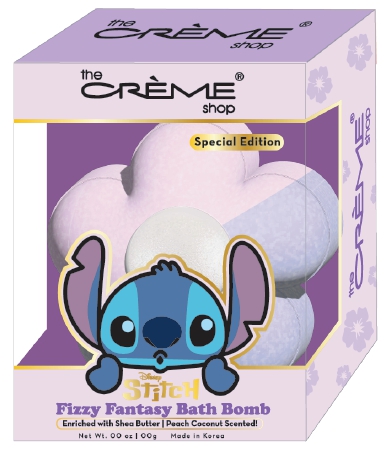 the
CRÈME®
shop
the
CRÈME®
shop
Special Edition
the
CRÈME®
shop
Disney
Stitch
Fizzy Fantasy Bath Bomb
Enriched with Shea Butter | Peach Coconut Scented!
Net Wt. 00 oz | 00g Made in Korea